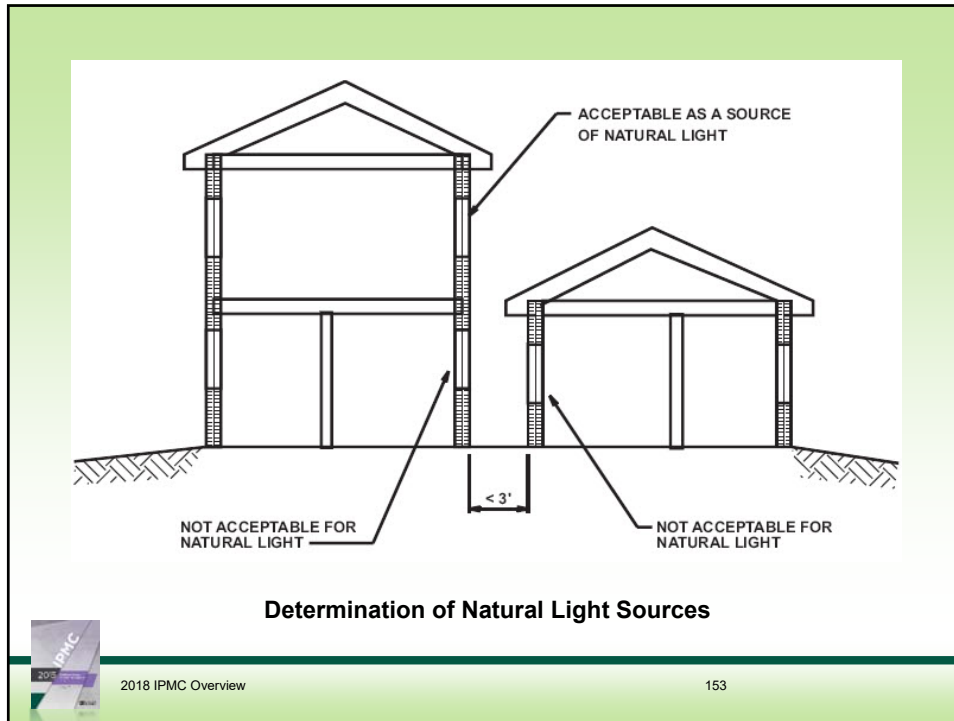 ACCEPTABLE AS A SOURCE
OF NATURAL LIGHT
< 3'
NOT ACCEPTABLE FOR
NATURAL LIGHT
NOT ACCEPTABLE FOR
NATURAL LIGHT
Determination of Natural Light Sources
IPMC
2018 IPMC Overview
153